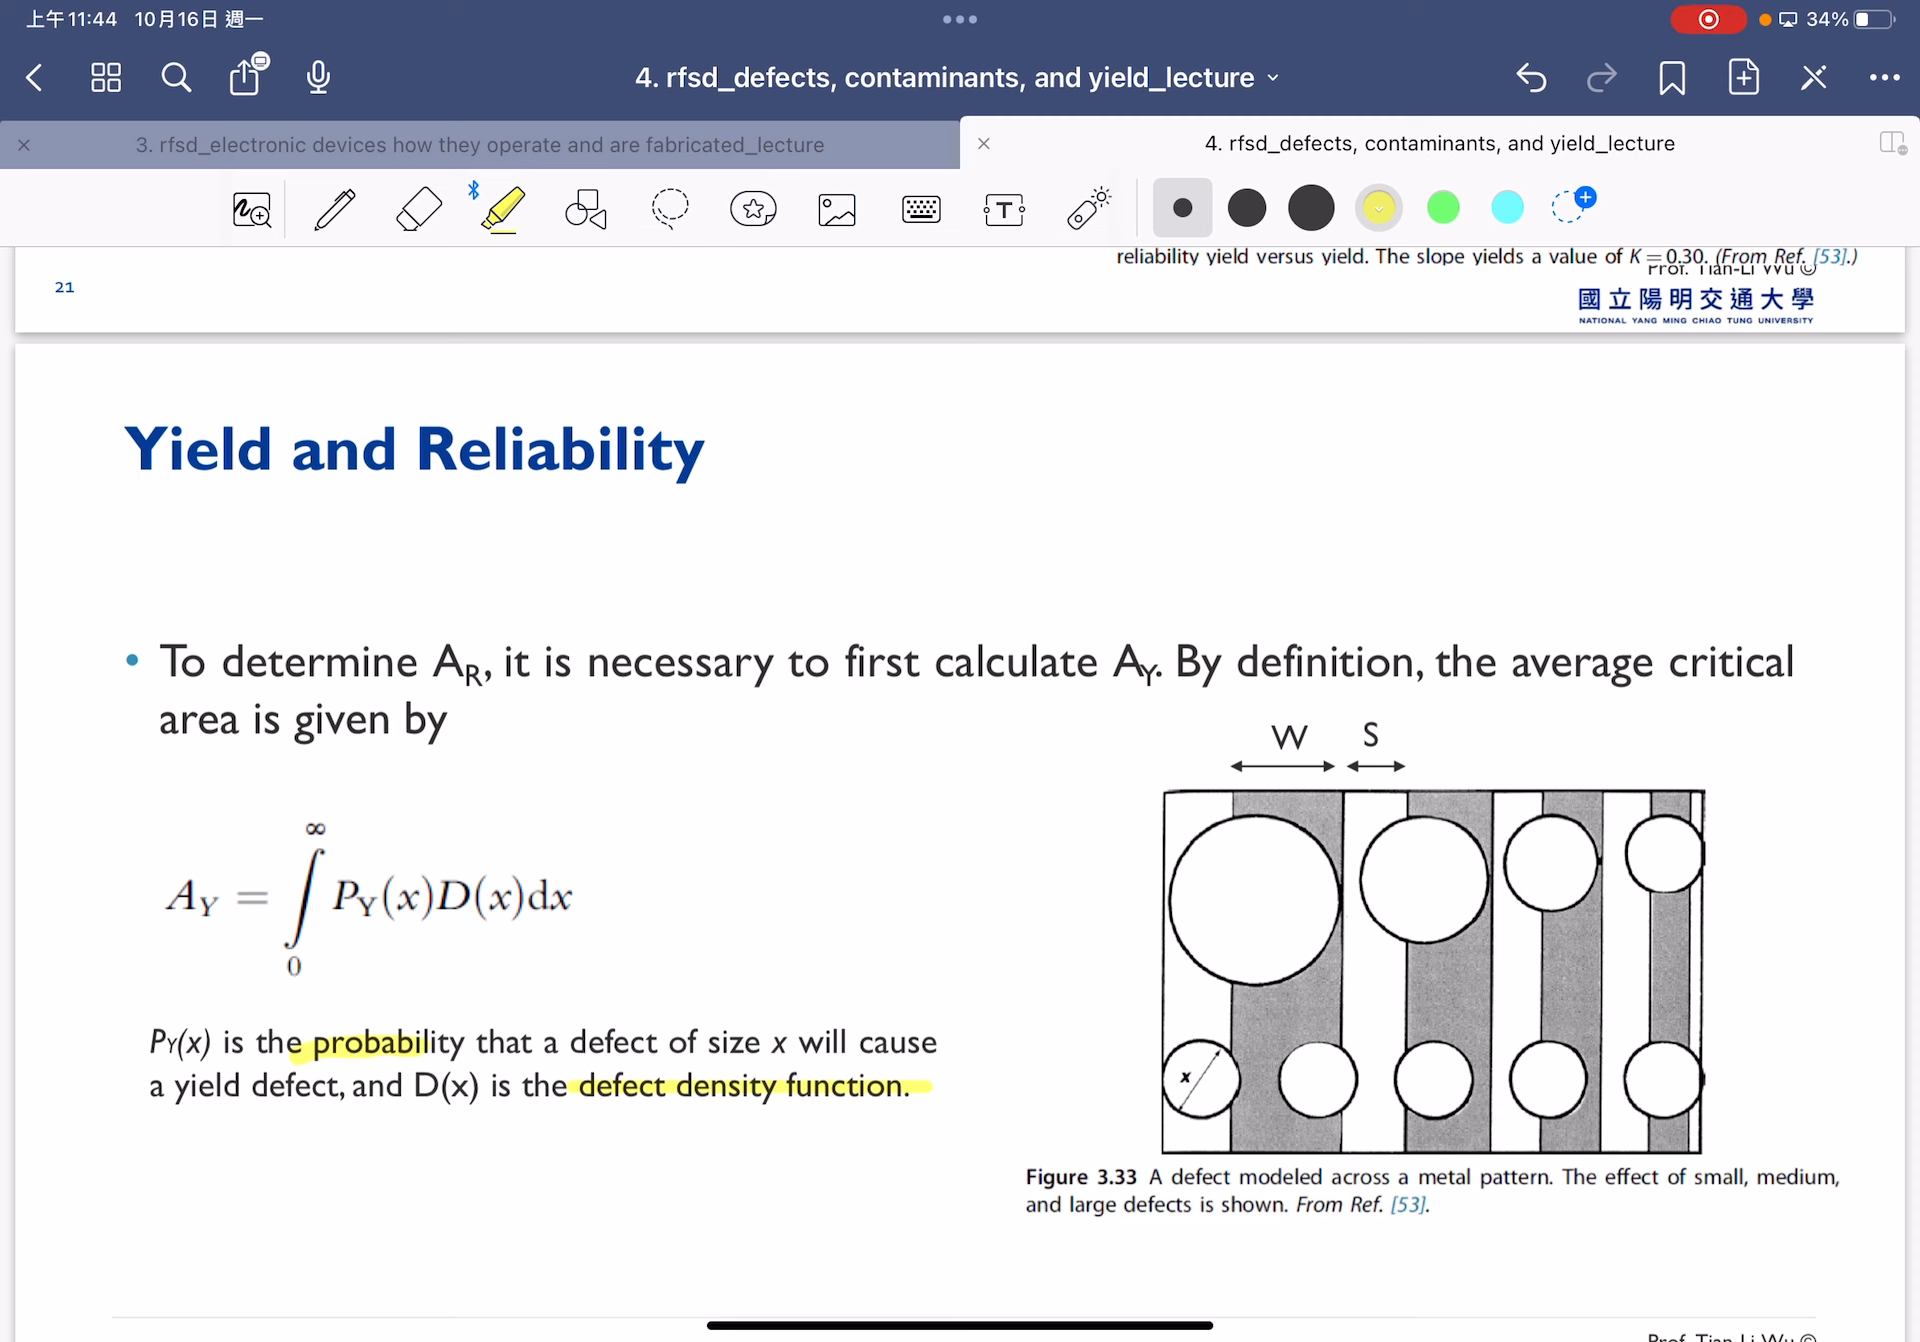 上午11:44 10月16日 週一
34%
4. rfsd_defects, contaminants, and yield_lecture
3. rfsd_electronic devices how they operate and are fabricated_lecture
4. rfsd_defects, contaminants, and yield_lecture
T
reliability yield versus yield. The slope yields a value of K = 0.30. (From Ref. [53].)
Prof. Tian-Li Wu ©
21
國立陽明交通大學
NATIONAL YANG MING CHIAO TUNG UNIVERSITY
Yield and Reliability
• To determine A_R, it is necessary to first calculate A_Y. By definition, the average critical
area is given by
W S
A_Y = ∫_0^∞ P_Y(x)D(x)dx
P_Y(x) is the probability that a defect of size x will cause
a yield defect, and D(x) is the defect density function.
x
Figure 3.33 A defect modeled across a metal pattern. The effect of small, medium,
and large defects is shown. From Ref. [53].
Prof. Tian-Li Wu ©